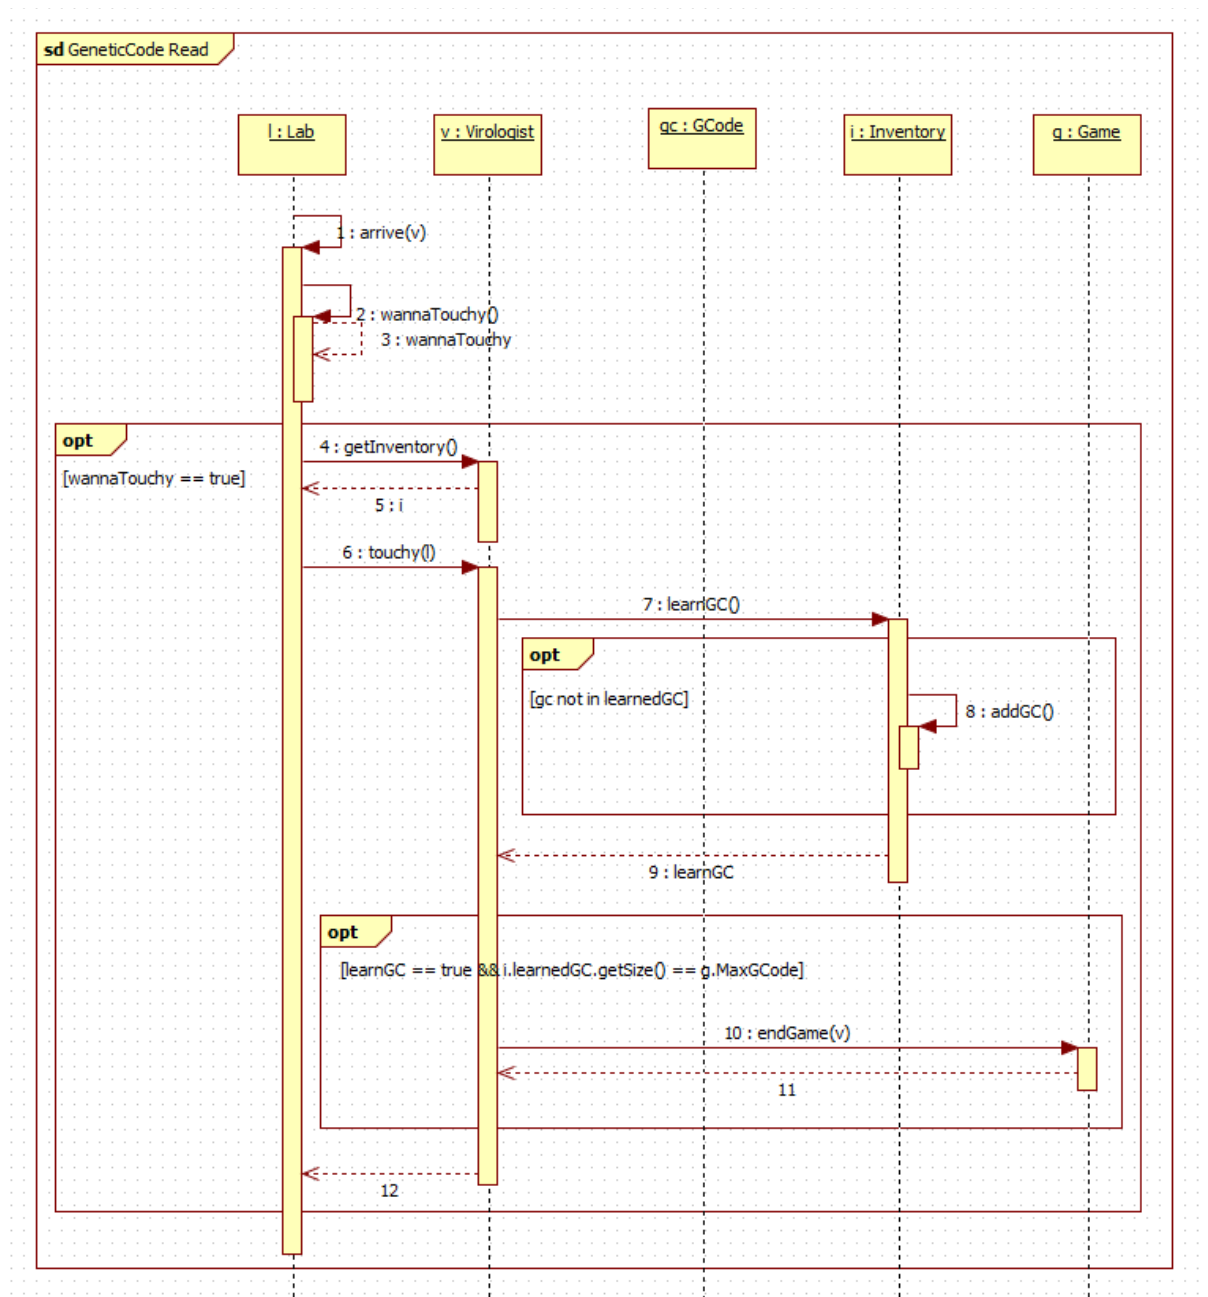 sd GeneticCode Read
l : Lab
v : Virologist
gc : GCode
i : Inventory
g : Game
1 : arrive(v)
2 : wannaTouchy()
3 : wannaTouchy
opt
[wannaTouchy == true]
4 : getInventory()
5 : i
6 : touchy(l)
7 : learnGC()
opt
[gc not in learnedGC]
8 : addGC()
9 : learnGC
opt
[learnGC == true && i.learnedGC.getSize() == g.MaxGCode]
10 : endGame(v)
11
12